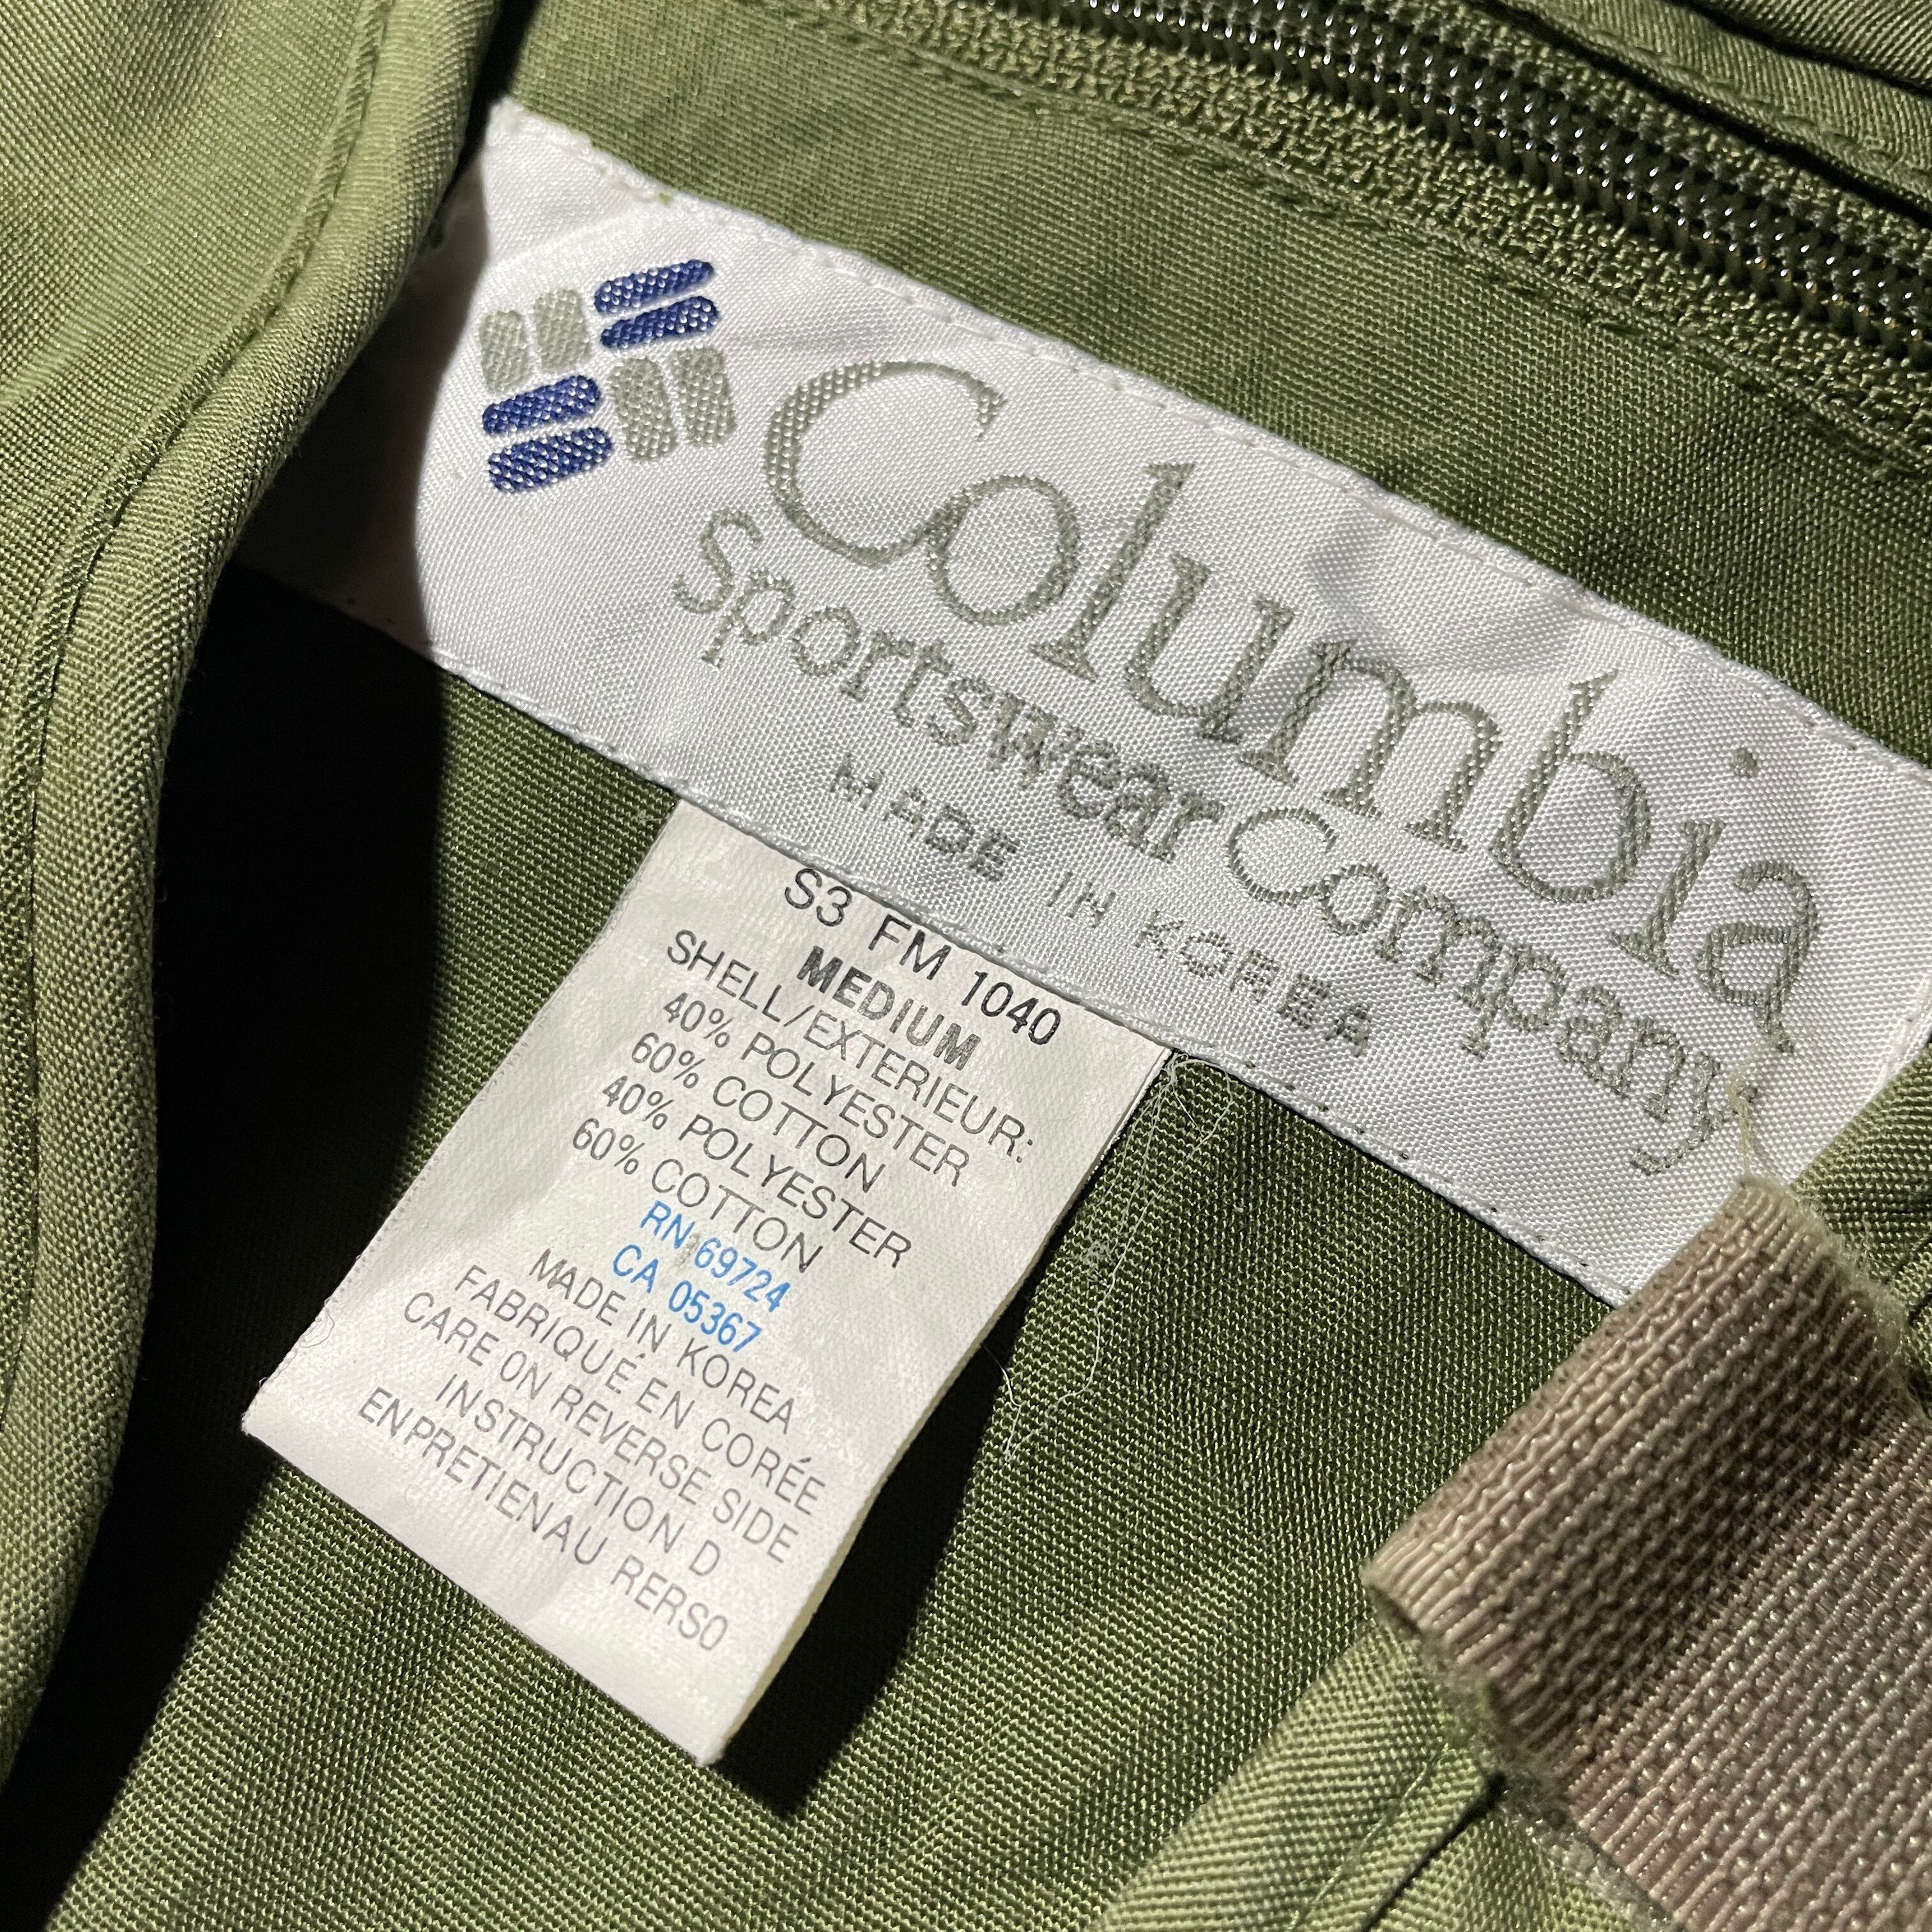 Columbia
Sportswear Company
MADE IN KOREA
S3 FM 1040
MEDIUM
SHELL/EXTERIEUR:
40% POLYESTER
60% COTTON
40% POLYESTER
60% COTTON
RN 69724
CA 05367
MADE IN KOREA
FABRIQUÉ EN CORÉE
CARE ON REVERSE SIDE
INSTRUCTION D
ENPRETIENAU RERSO